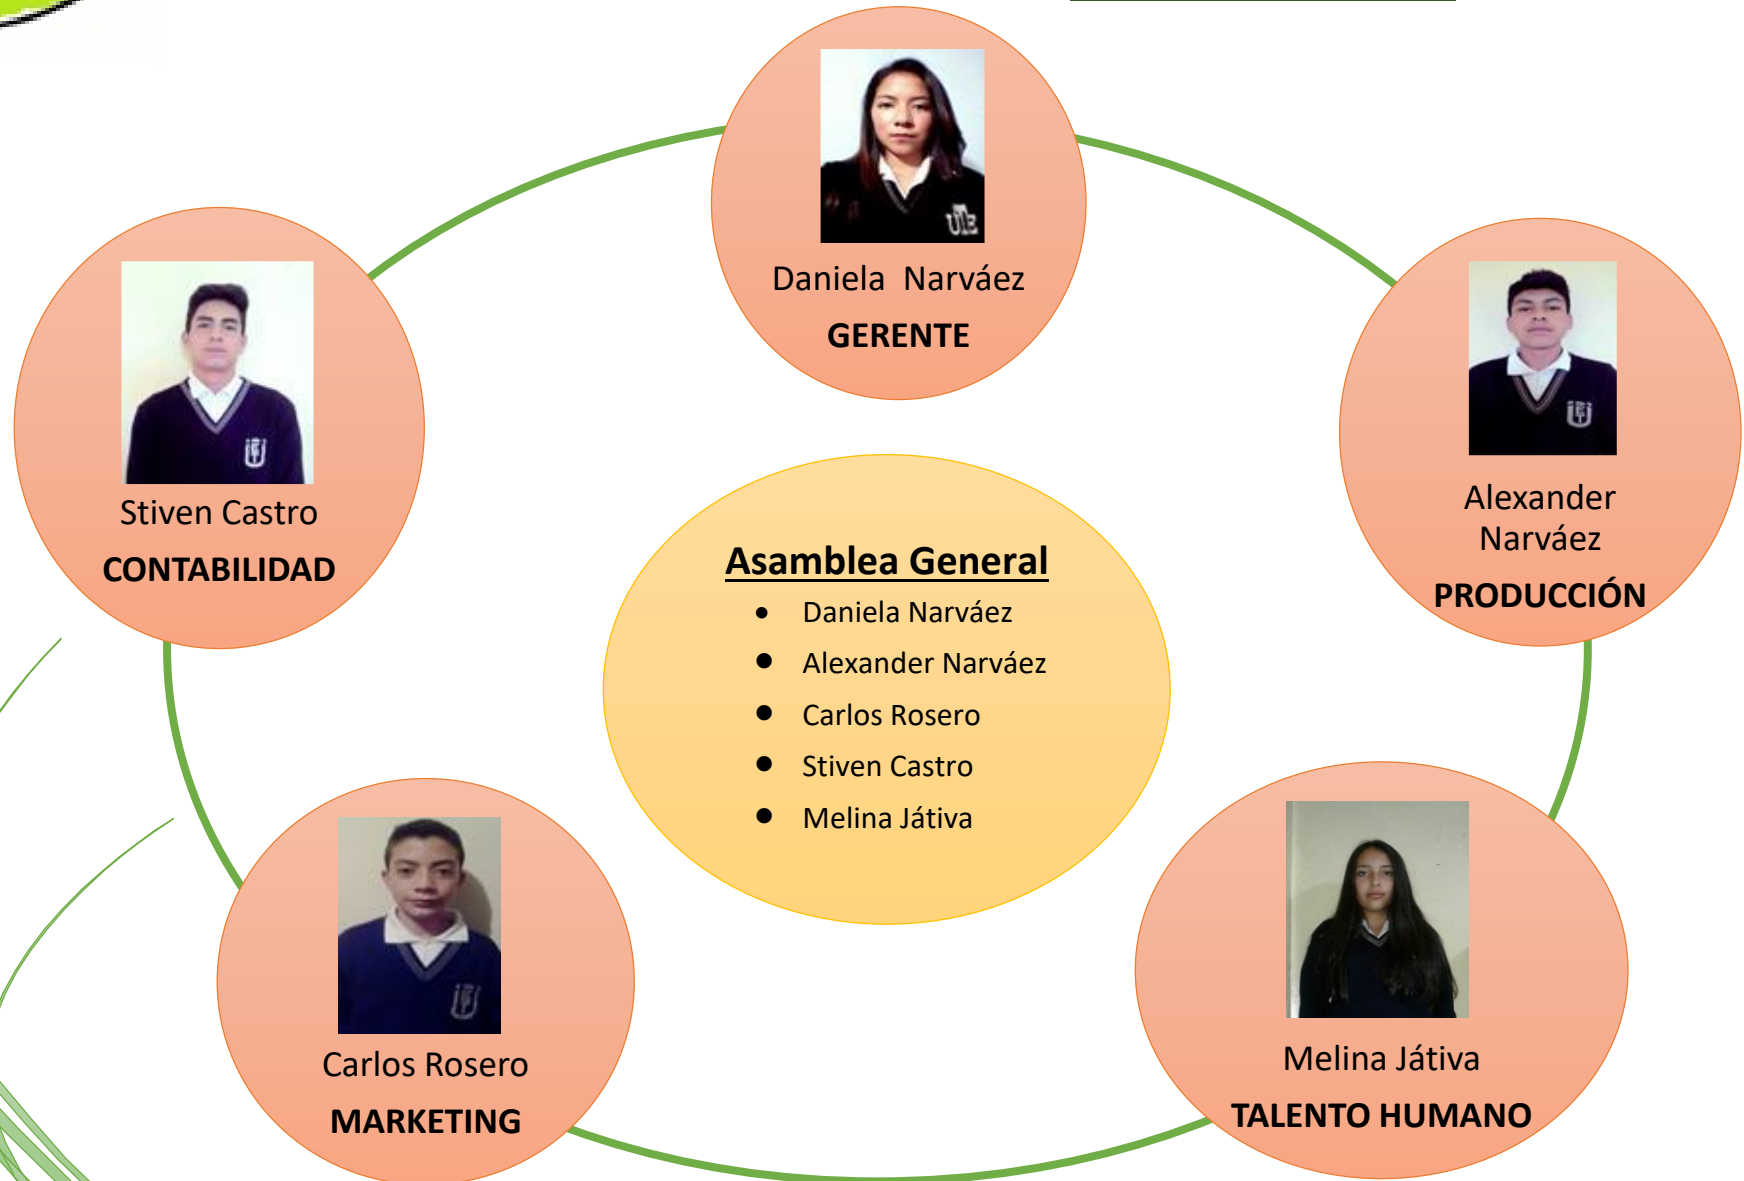 Daniela  Narváez
GERENTE
Stiven Castro
CONTABILIDAD
Alexander
Narváez
PRODUCCIÓN
Asamblea General
• Daniela Narváez
• Alexander Narváez
• Carlos Rosero
• Stiven Castro
• Melina Játiva
Carlos Rosero
MARKETING
Melina Játiva
TALENTO HUMANO